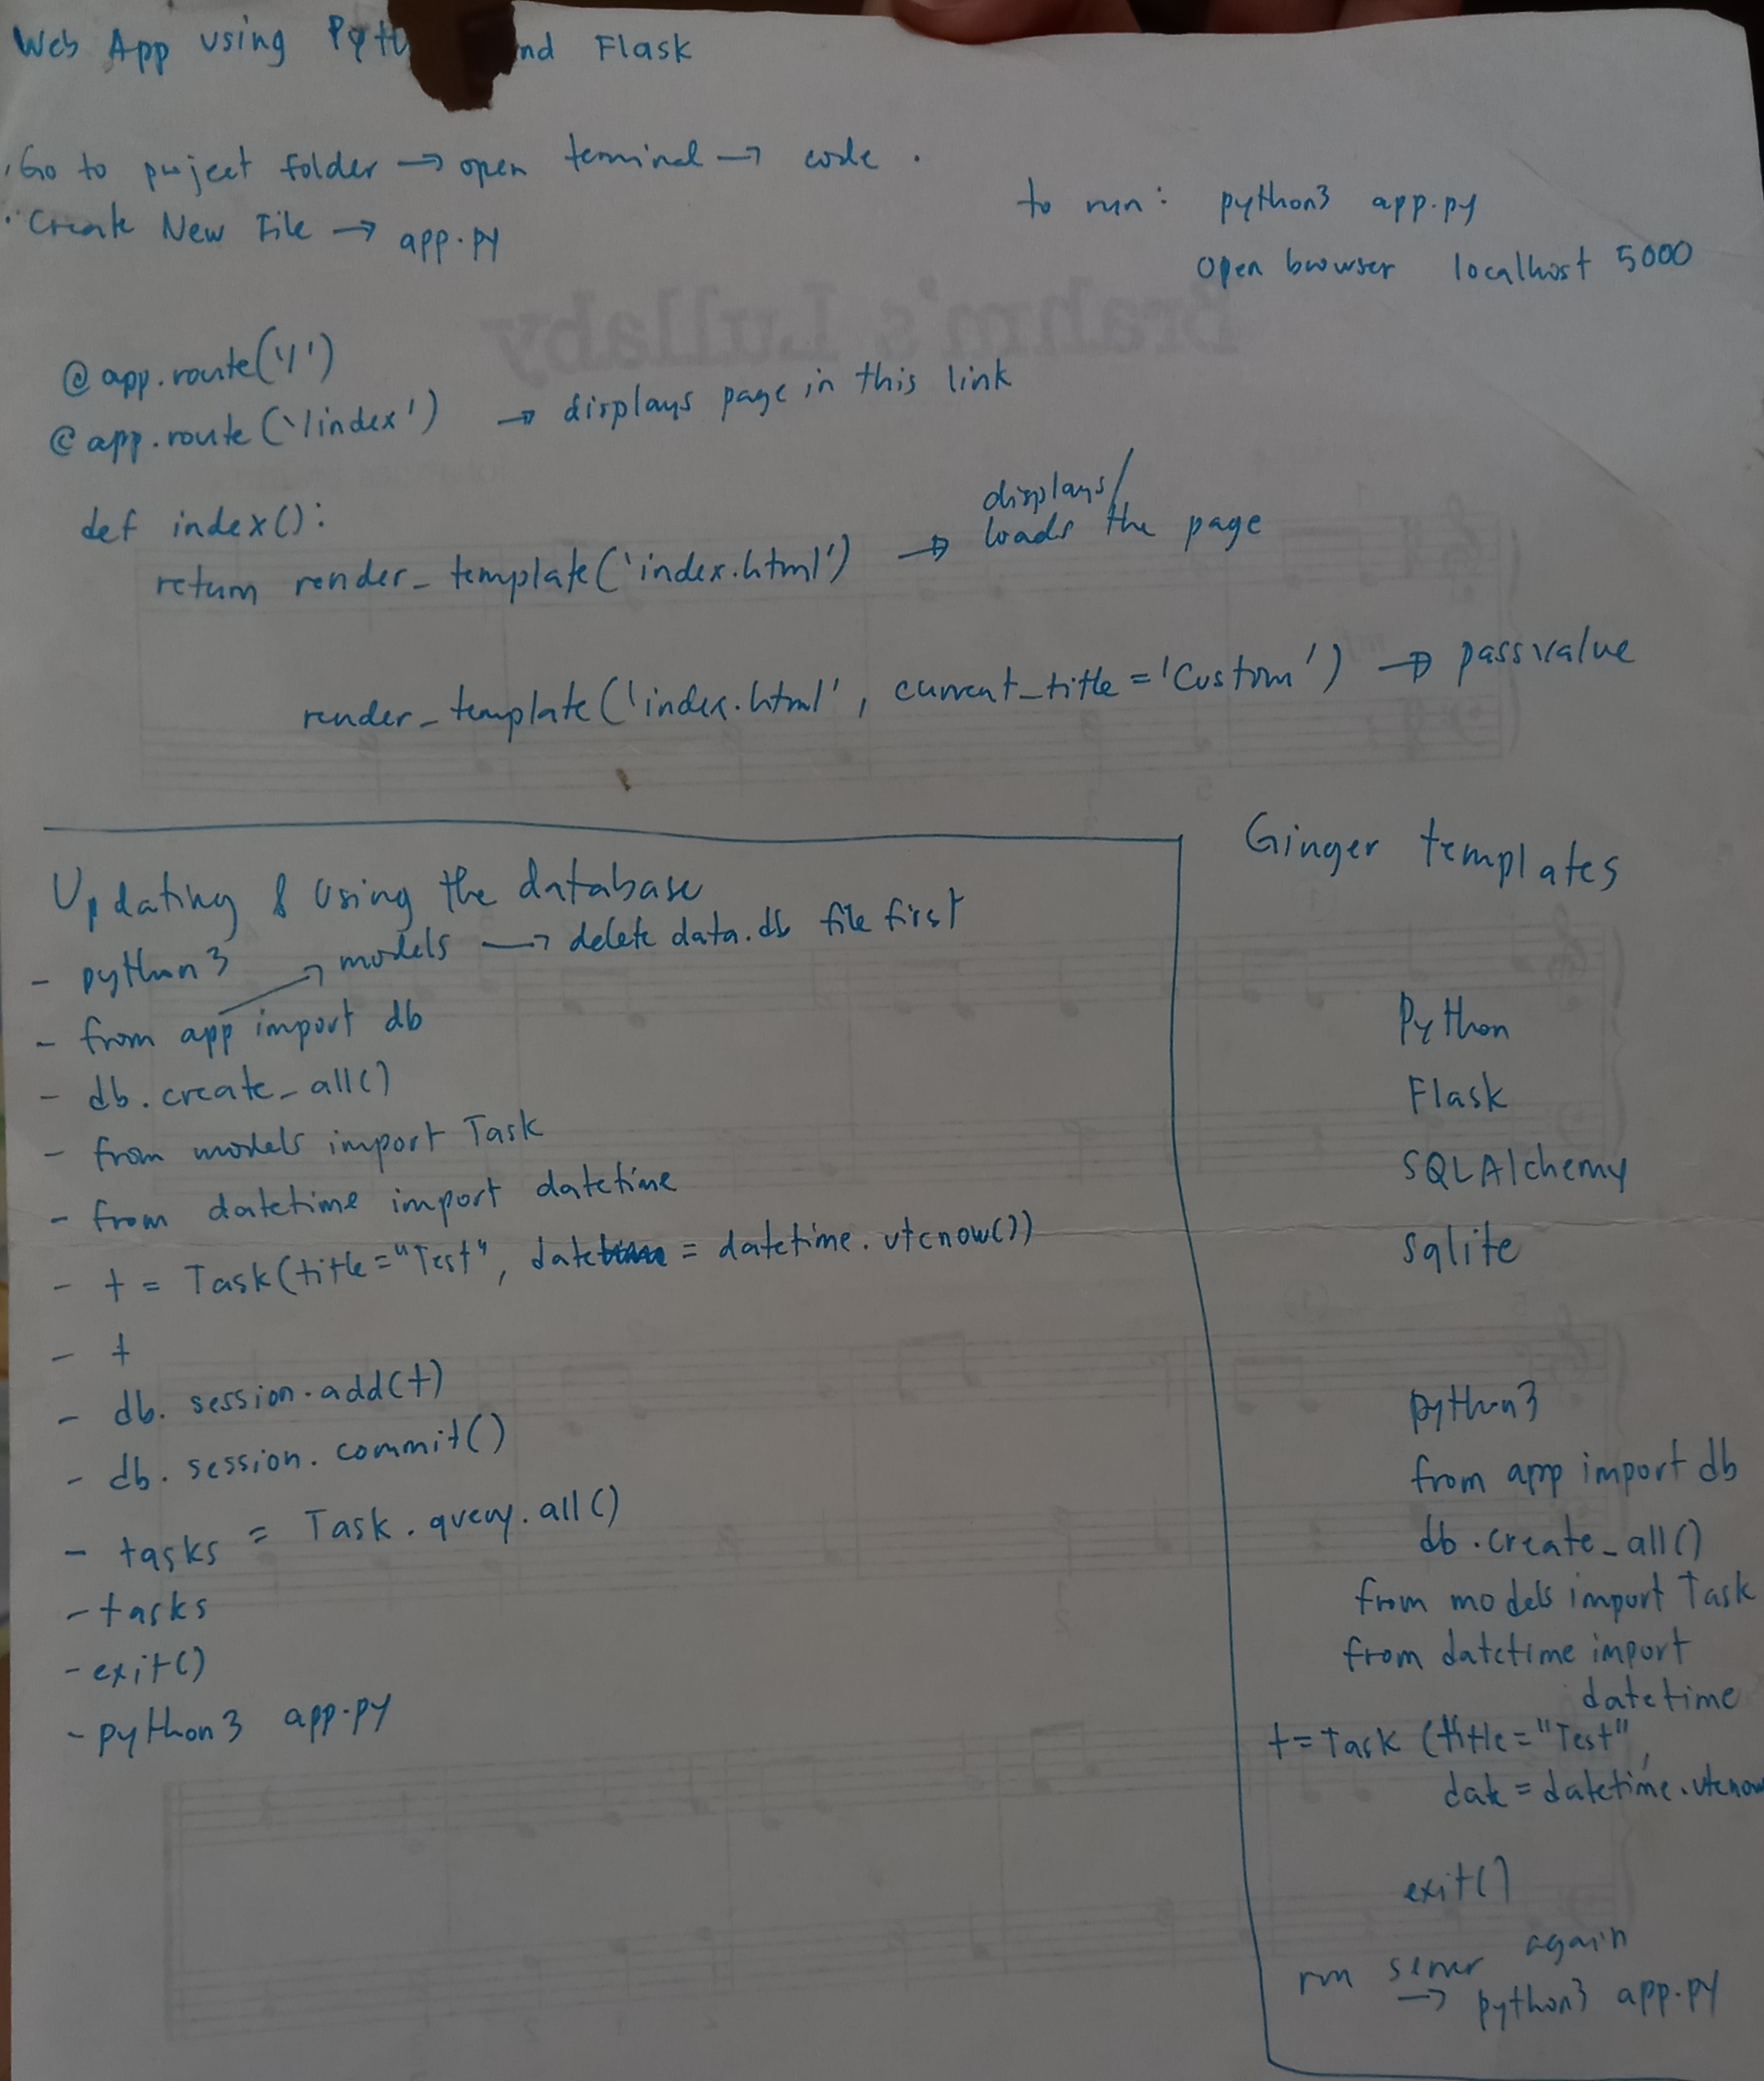 Web App using Pyth nd Flask
. Go to project folder → open terminal → code .
. Create New File → app.py
to run: python3 app.py
open browser localhost 5000
Brahm's Lullaby
@app.route('/')
@app.route('/index') → displays page in this link
def index():
return render_template('index.html') → displays/
loads the page
render_template('index.html', current_title = 'Custom') → pass value
Updating & Using the database
- python3
→ models → delete data.db file first
- from app import db
- db.create_all()
- from models import Task
- from datetime import datetime
- t = Task(title="Test", date = datetime.utcnow())
- t
- db.session.add(t)
- db.session.commit()
- tasks = Task.query.all()
- tasks
- exit()
- python3 app.py
Ginger templates
Python
Flask
SQLAlchemy
sqlite
python3
from app import db
db.create_all()
from models import Task
from datetime import
datetime
t = Task (title = "Test",
date = datetime.utcnow
exit()
run server again
→ python3 app.py